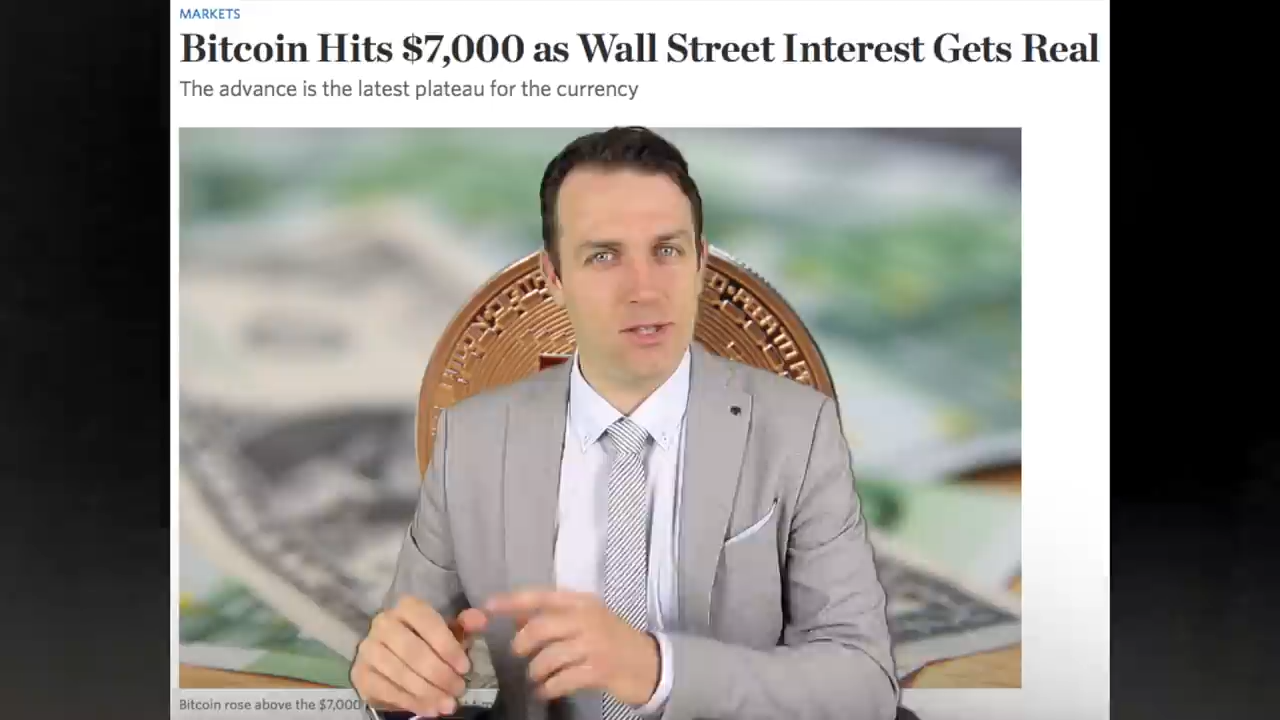 MARKETS
Bitcoin Hits $7,000 as Wall Street Interest Gets Real
The advance is the latest plateau for the currency
Bitcoin rose above the $7,000